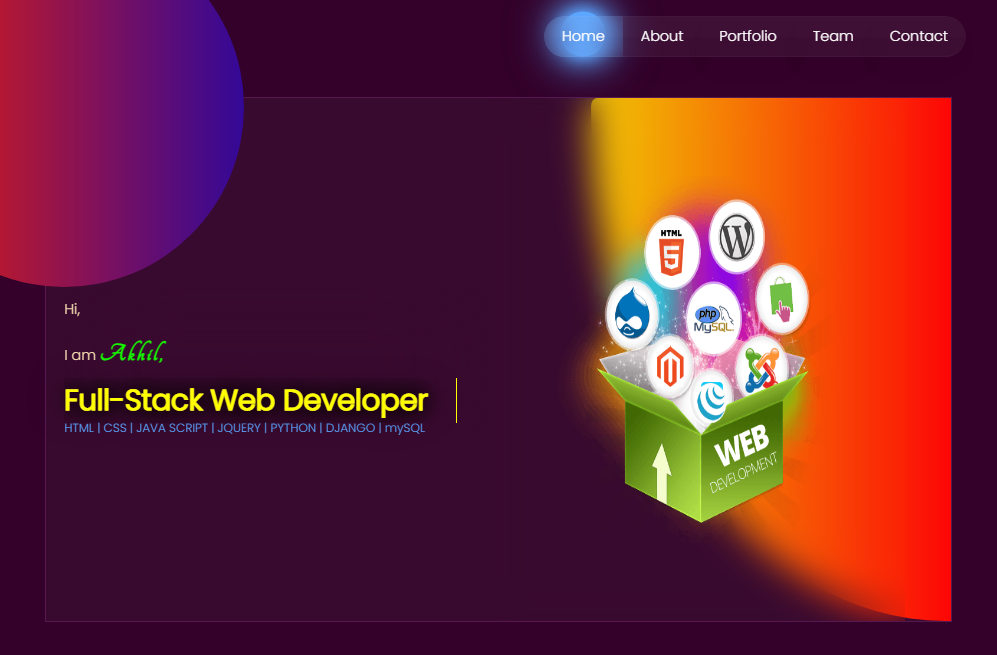 Home About Portfolio Team Contact
HTML
5
W
php
MySQL
Hi,
I am Akhil,
Full-Stack Web Developer
HTML | CSS | JAVA SCRIPT | JQUERY | PYTHON | DJANGO | mySQL
WEB
DEVELOPMENT